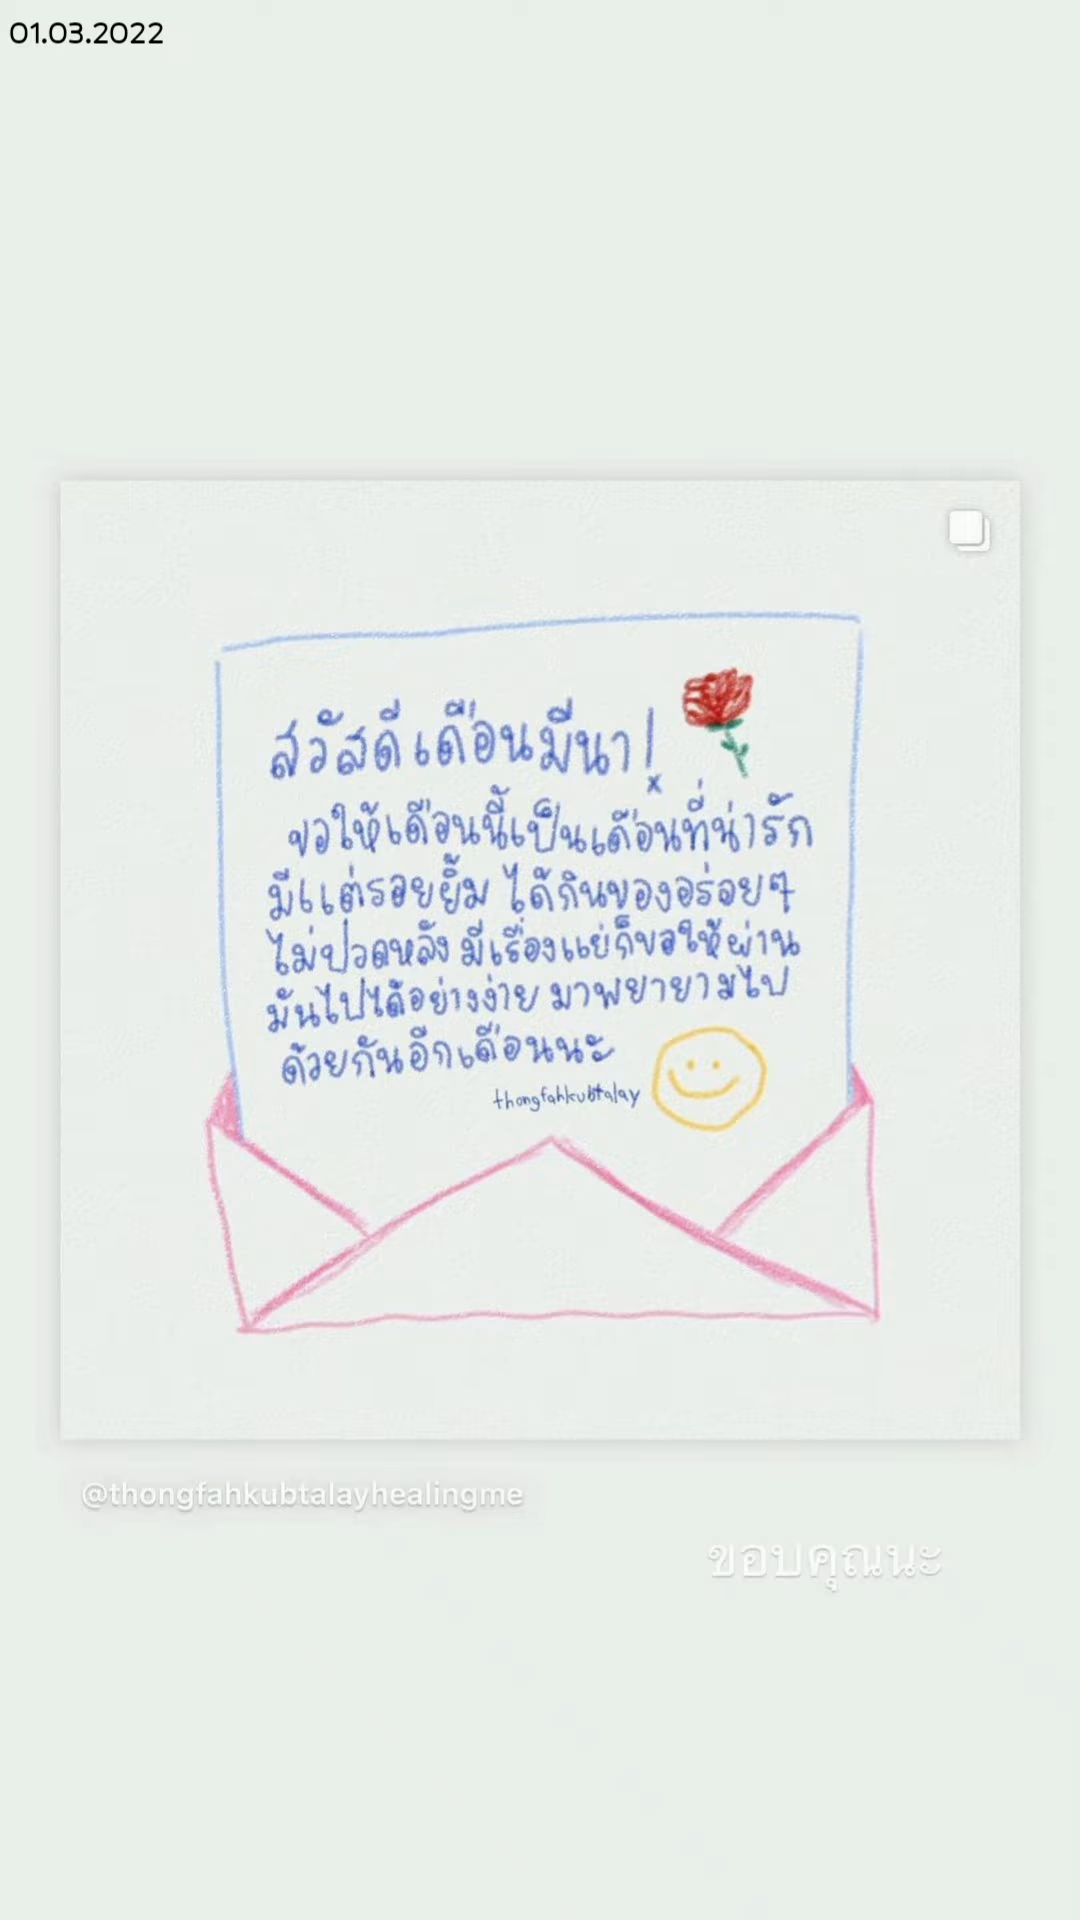 01.03.2022
สวัสดีเดือนมีนา!
ขอให้เดือนนี้เป็นเดือนที่น่ารัก
มีแต่รอยยิ้ม ได้กินของอร่อยๆ
ไม่ปวดหลัง มีเรื่องแย่ก็ขอให้ผ่าน
มันไปได้อย่างง่าย มาพยายามไป
ด้วยกันอีกเดือนนะ
thongfahkubtalay
@thongfahkubtalayhealingme
ขอบคุณนะ